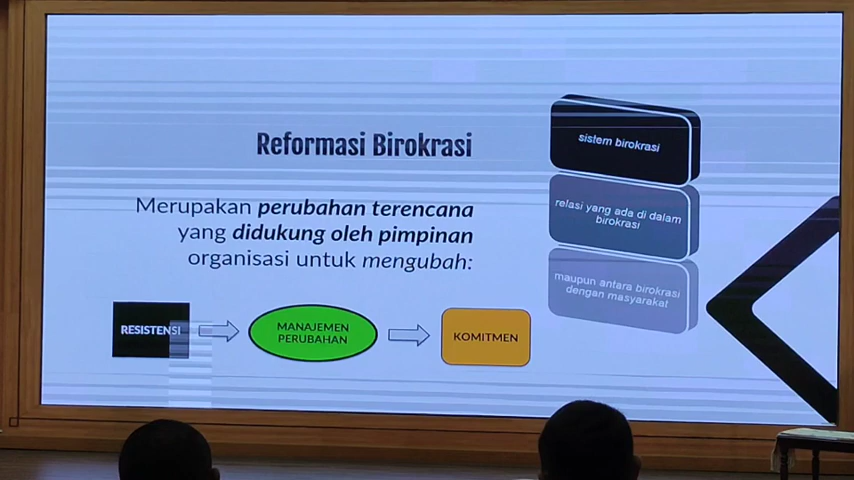 Reformasi Birokrasi
Merupakan perubahan terencana
yang didukung oleh pimpinan
organisasi untuk mengubah:
sistem birokrasi
relasi yang ada di dalam
birokrasi
maupun antara birokrasi
dengan masyarakat
RESISTENSI
MANAJEMEN
PERUBAHAN
KOMITMEN